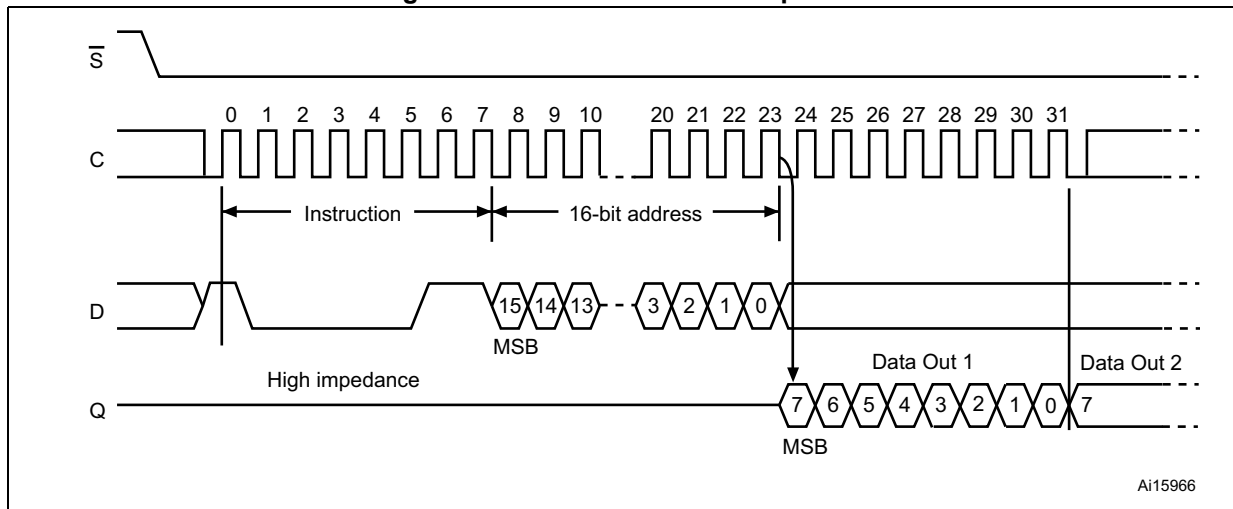 S
0 1 2 3 4 5 6 7 8 9 10 20 21 22 23 24 25 26 27 28 29 30 31
C
Instruction 16-bit address
D 15 14 13 3 2 1 0
MSB
High impedance Data Out 1 Data Out 2
Q 7 6 5 4 3 2 1 0 7
MSB
Ai15966